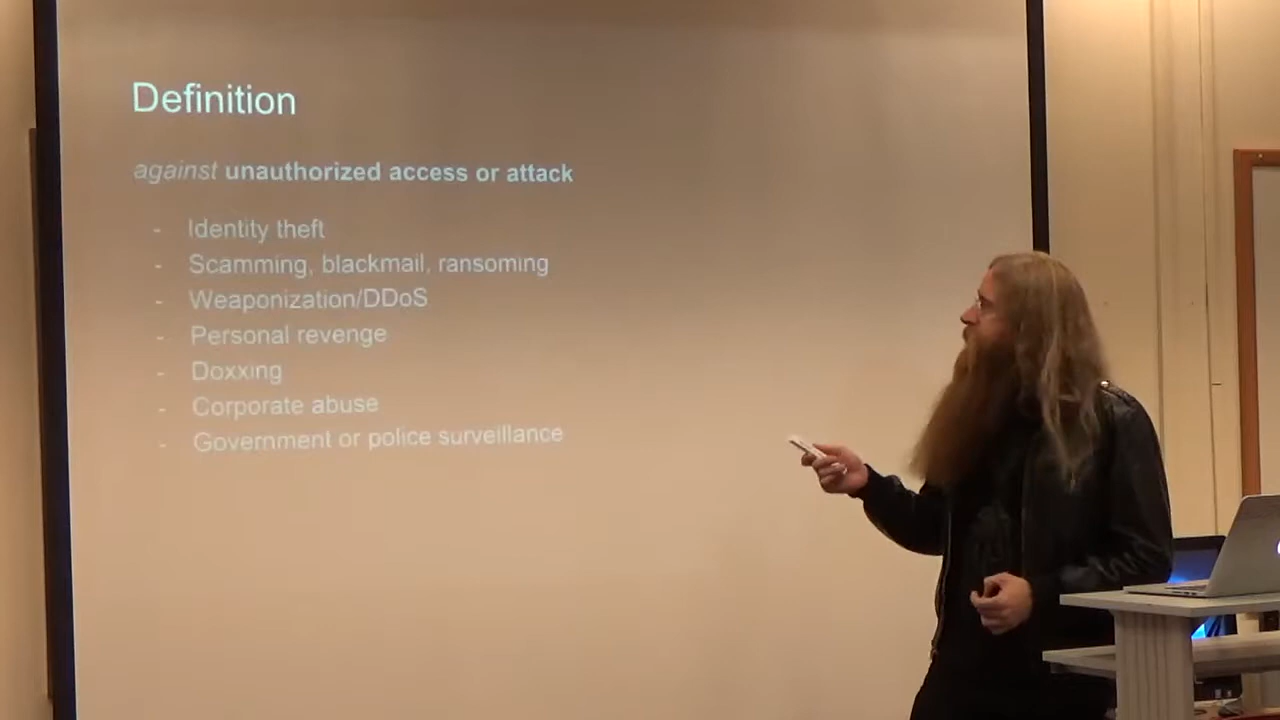 Definition
against unauthorized access or attack
- Identity theft
- Scamming, blackmail, ransoming
- Weaponization/DDoS
- Personal revenge
- Doxxing
- Corporate abuse
- Government or police surveillance